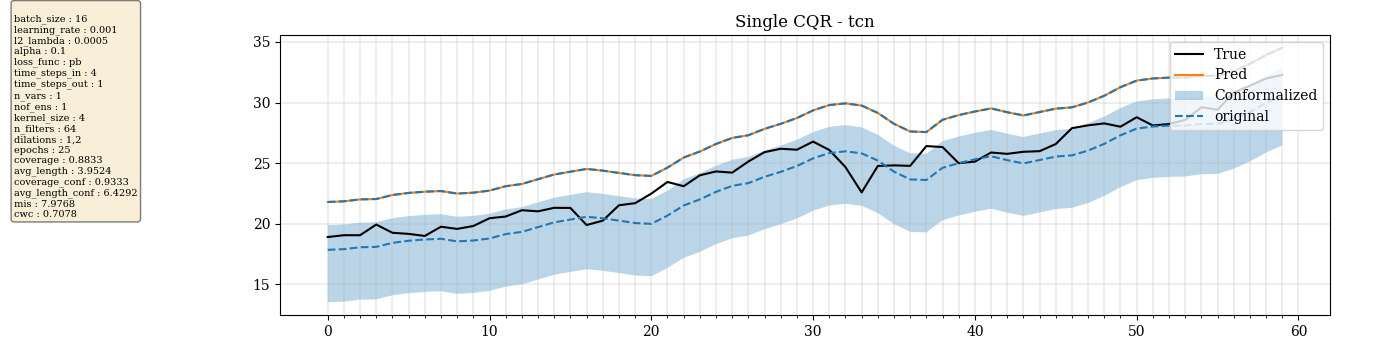 batch_size : 16
learning_rate : 0.001
l2_lambda : 0.0005
alpha : 0.1
loss_func : pb
time_steps_in : 4
time_steps_out : 1
n_vars : 1
nof_ens : 1
kernel_size : 4
n_filters : 64
dilations : 1,2
epochs : 25
coverage : 0.8833
avg_length : 3.9524
coverage_conf : 0.9333
avg_length_conf : 6.4292
mis : 7.9768
cwc : 0.7078
Single CQR - tcn
35
30
25
20
15
0 10 20 30 40 50 60
True
Pred
Conformalized
original